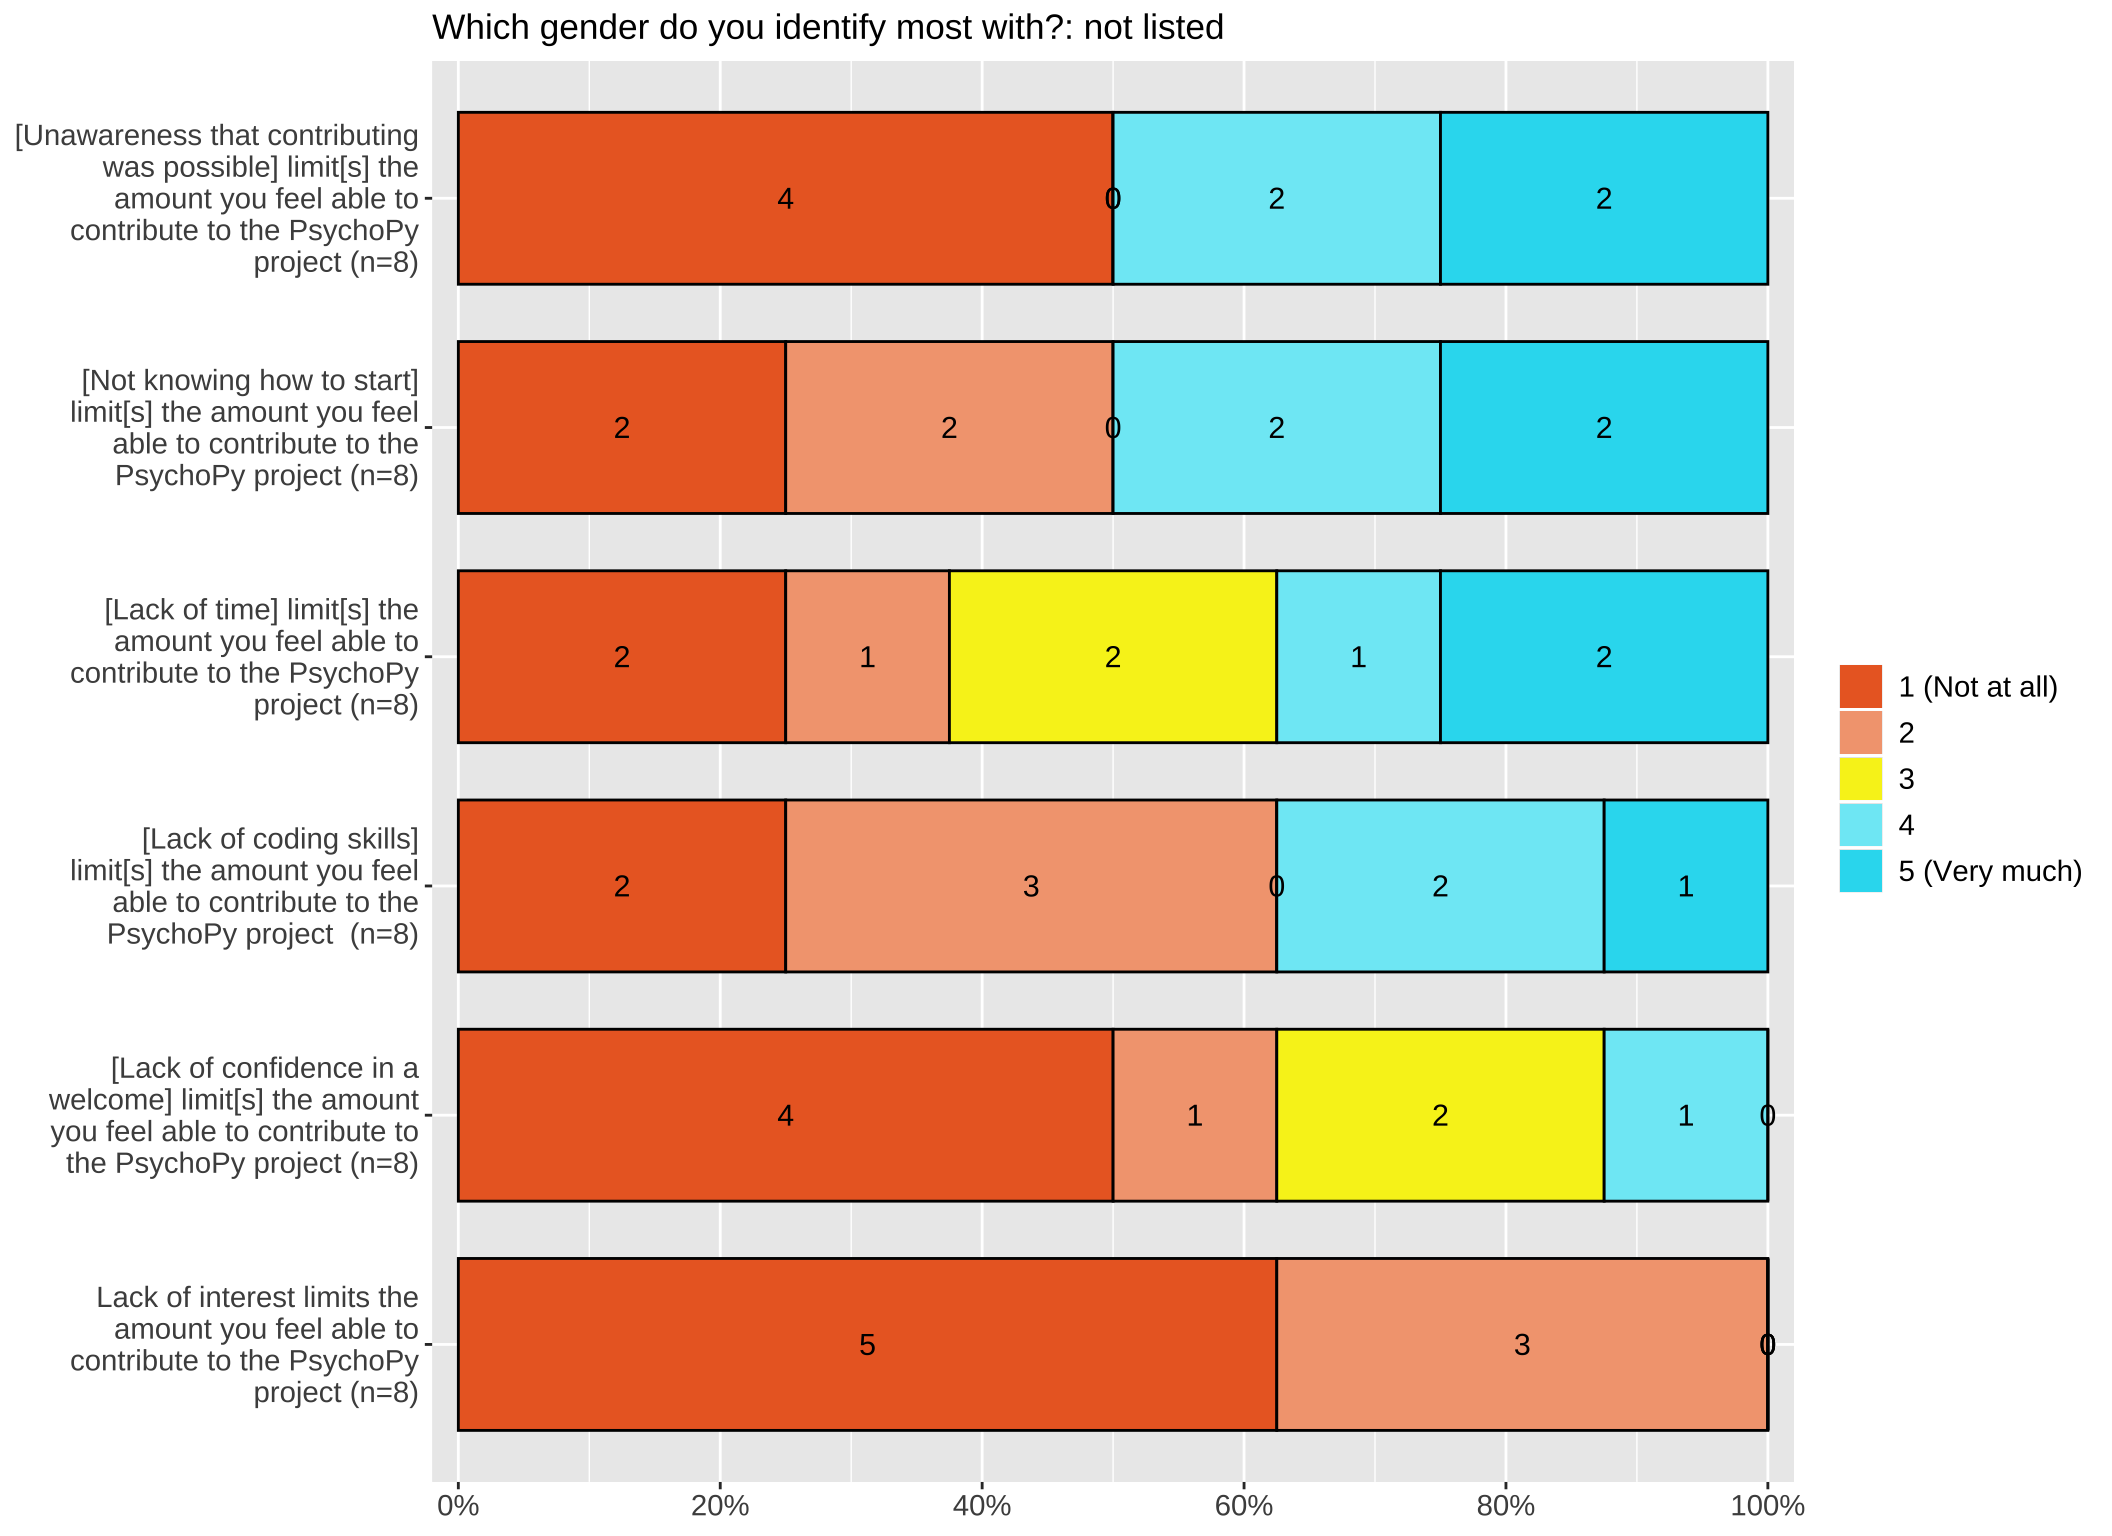 Which gender do you identify most with?: not listed
[Unawareness that contributing
was possible] limit[s] the
amount you feel able to
contribute to the PsychoPy
project (n=8)
4 0 2 2
[Not knowing how to start]
limit[s] the amount you feel
able to contribute to the
PsychoPy project (n=8)
2 2 0 2 2
[Lack of time] limit[s] the
amount you feel able to
contribute to the PsychoPy
project (n=8)
2 1 2 1 2
[Lack of coding skills]
limit[s] the amount you feel
able to contribute to the
PsychoPy project  (n=8)
2 3 0 2 1
[Lack of confidence in a
welcome] limit[s] the amount
you feel able to contribute to
the PsychoPy project (n=8)
4 1 2 1 0
Lack of interest limits the
amount you feel able to
contribute to the PsychoPy
project (n=8)
5 3 0
0% 20% 40% 60% 80% 100%
1 (Not at all)
2
3
4
5 (Very much)